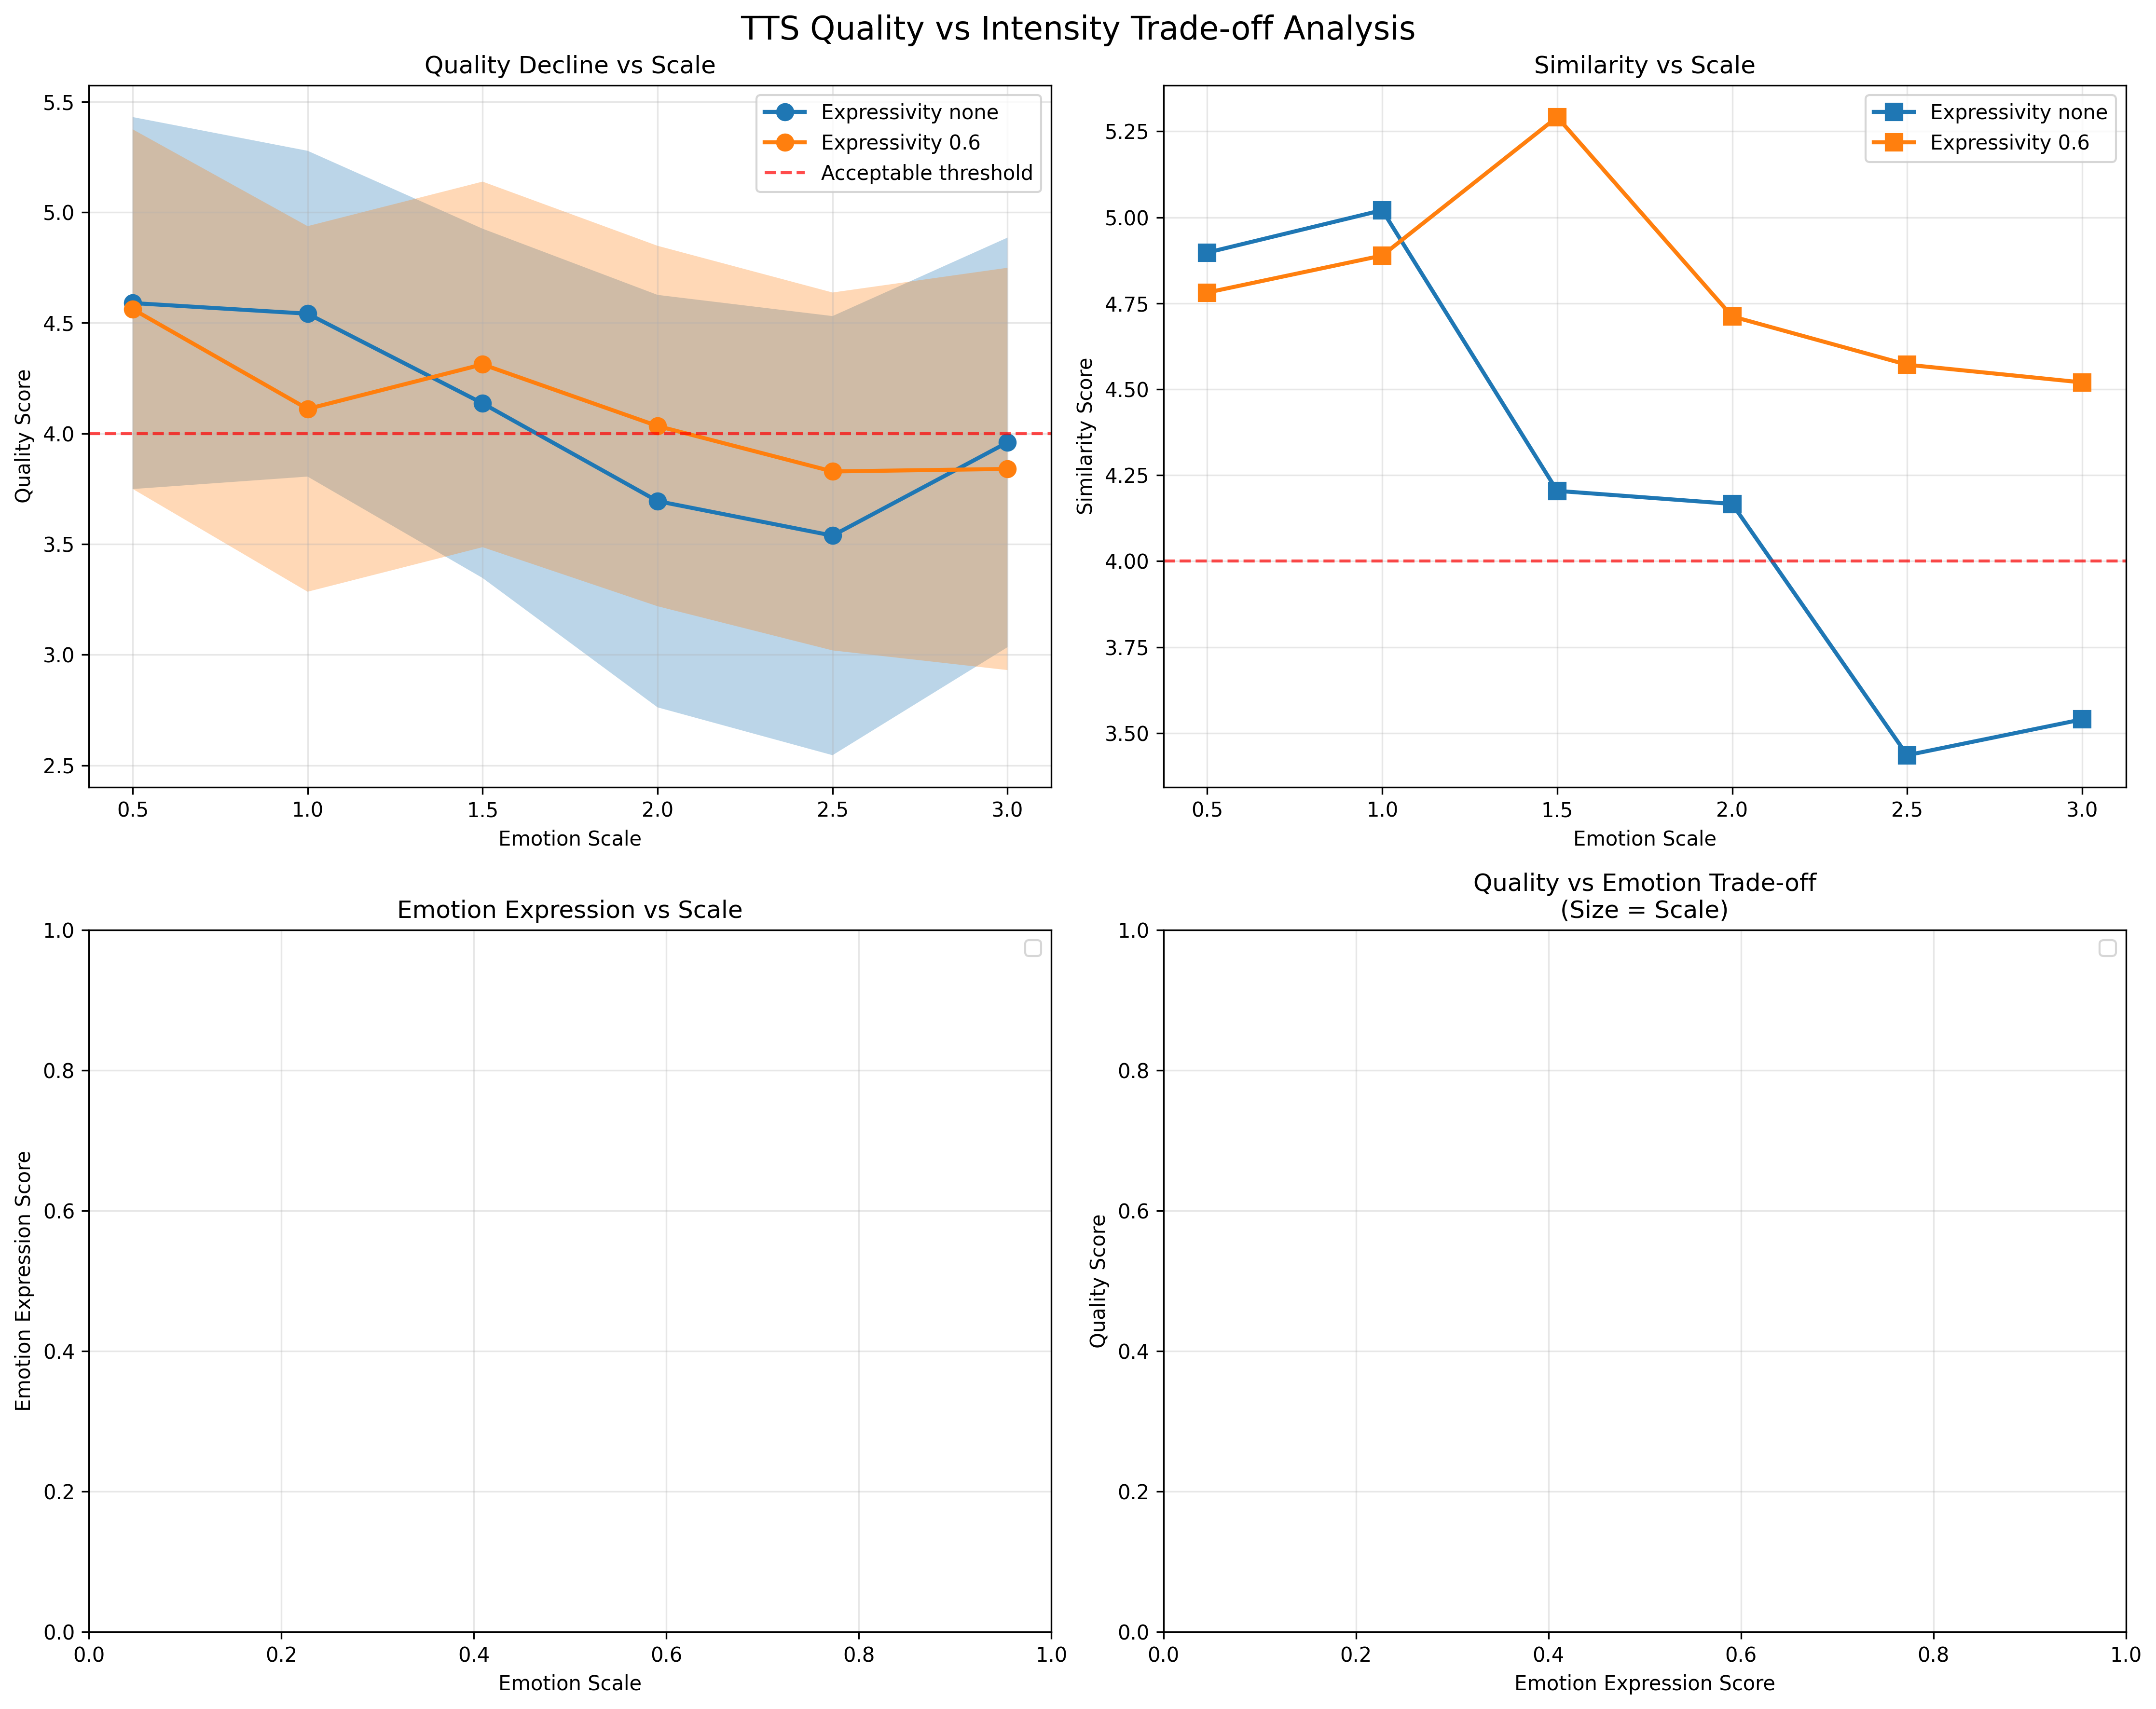 TTS Quality vs Intensity Trade-off Analysis
Quality Decline vs Scale
Quality Score
5.5
5.0
4.5
4.0
3.5
3.0
2.5
0.5
1.0
1.5
2.0
2.5
3.0
Emotion Scale
Expressivity none
Expressivity 0.6
Acceptable threshold
Similarity vs Scale
Similarity Score
5.25
5.00
4.75
4.50
4.25
4.00
3.75
3.50
0.5
1.0
1.5
2.0
2.5
3.0
Emotion Scale
Expressivity none
Expressivity 0.6
Emotion Expression vs Scale
Emotion Expression Score
1.0
0.8
0.6
0.4
0.2
0.0
0.0
0.2
0.4
0.6
0.8
1.0
Emotion Scale
Quality vs Emotion Trade-off
(Size = Scale)
Quality Score
1.0
0.8
0.6
0.4
0.2
0.0
0.0
0.2
0.4
0.6
0.8
1.0
Emotion Expression Score